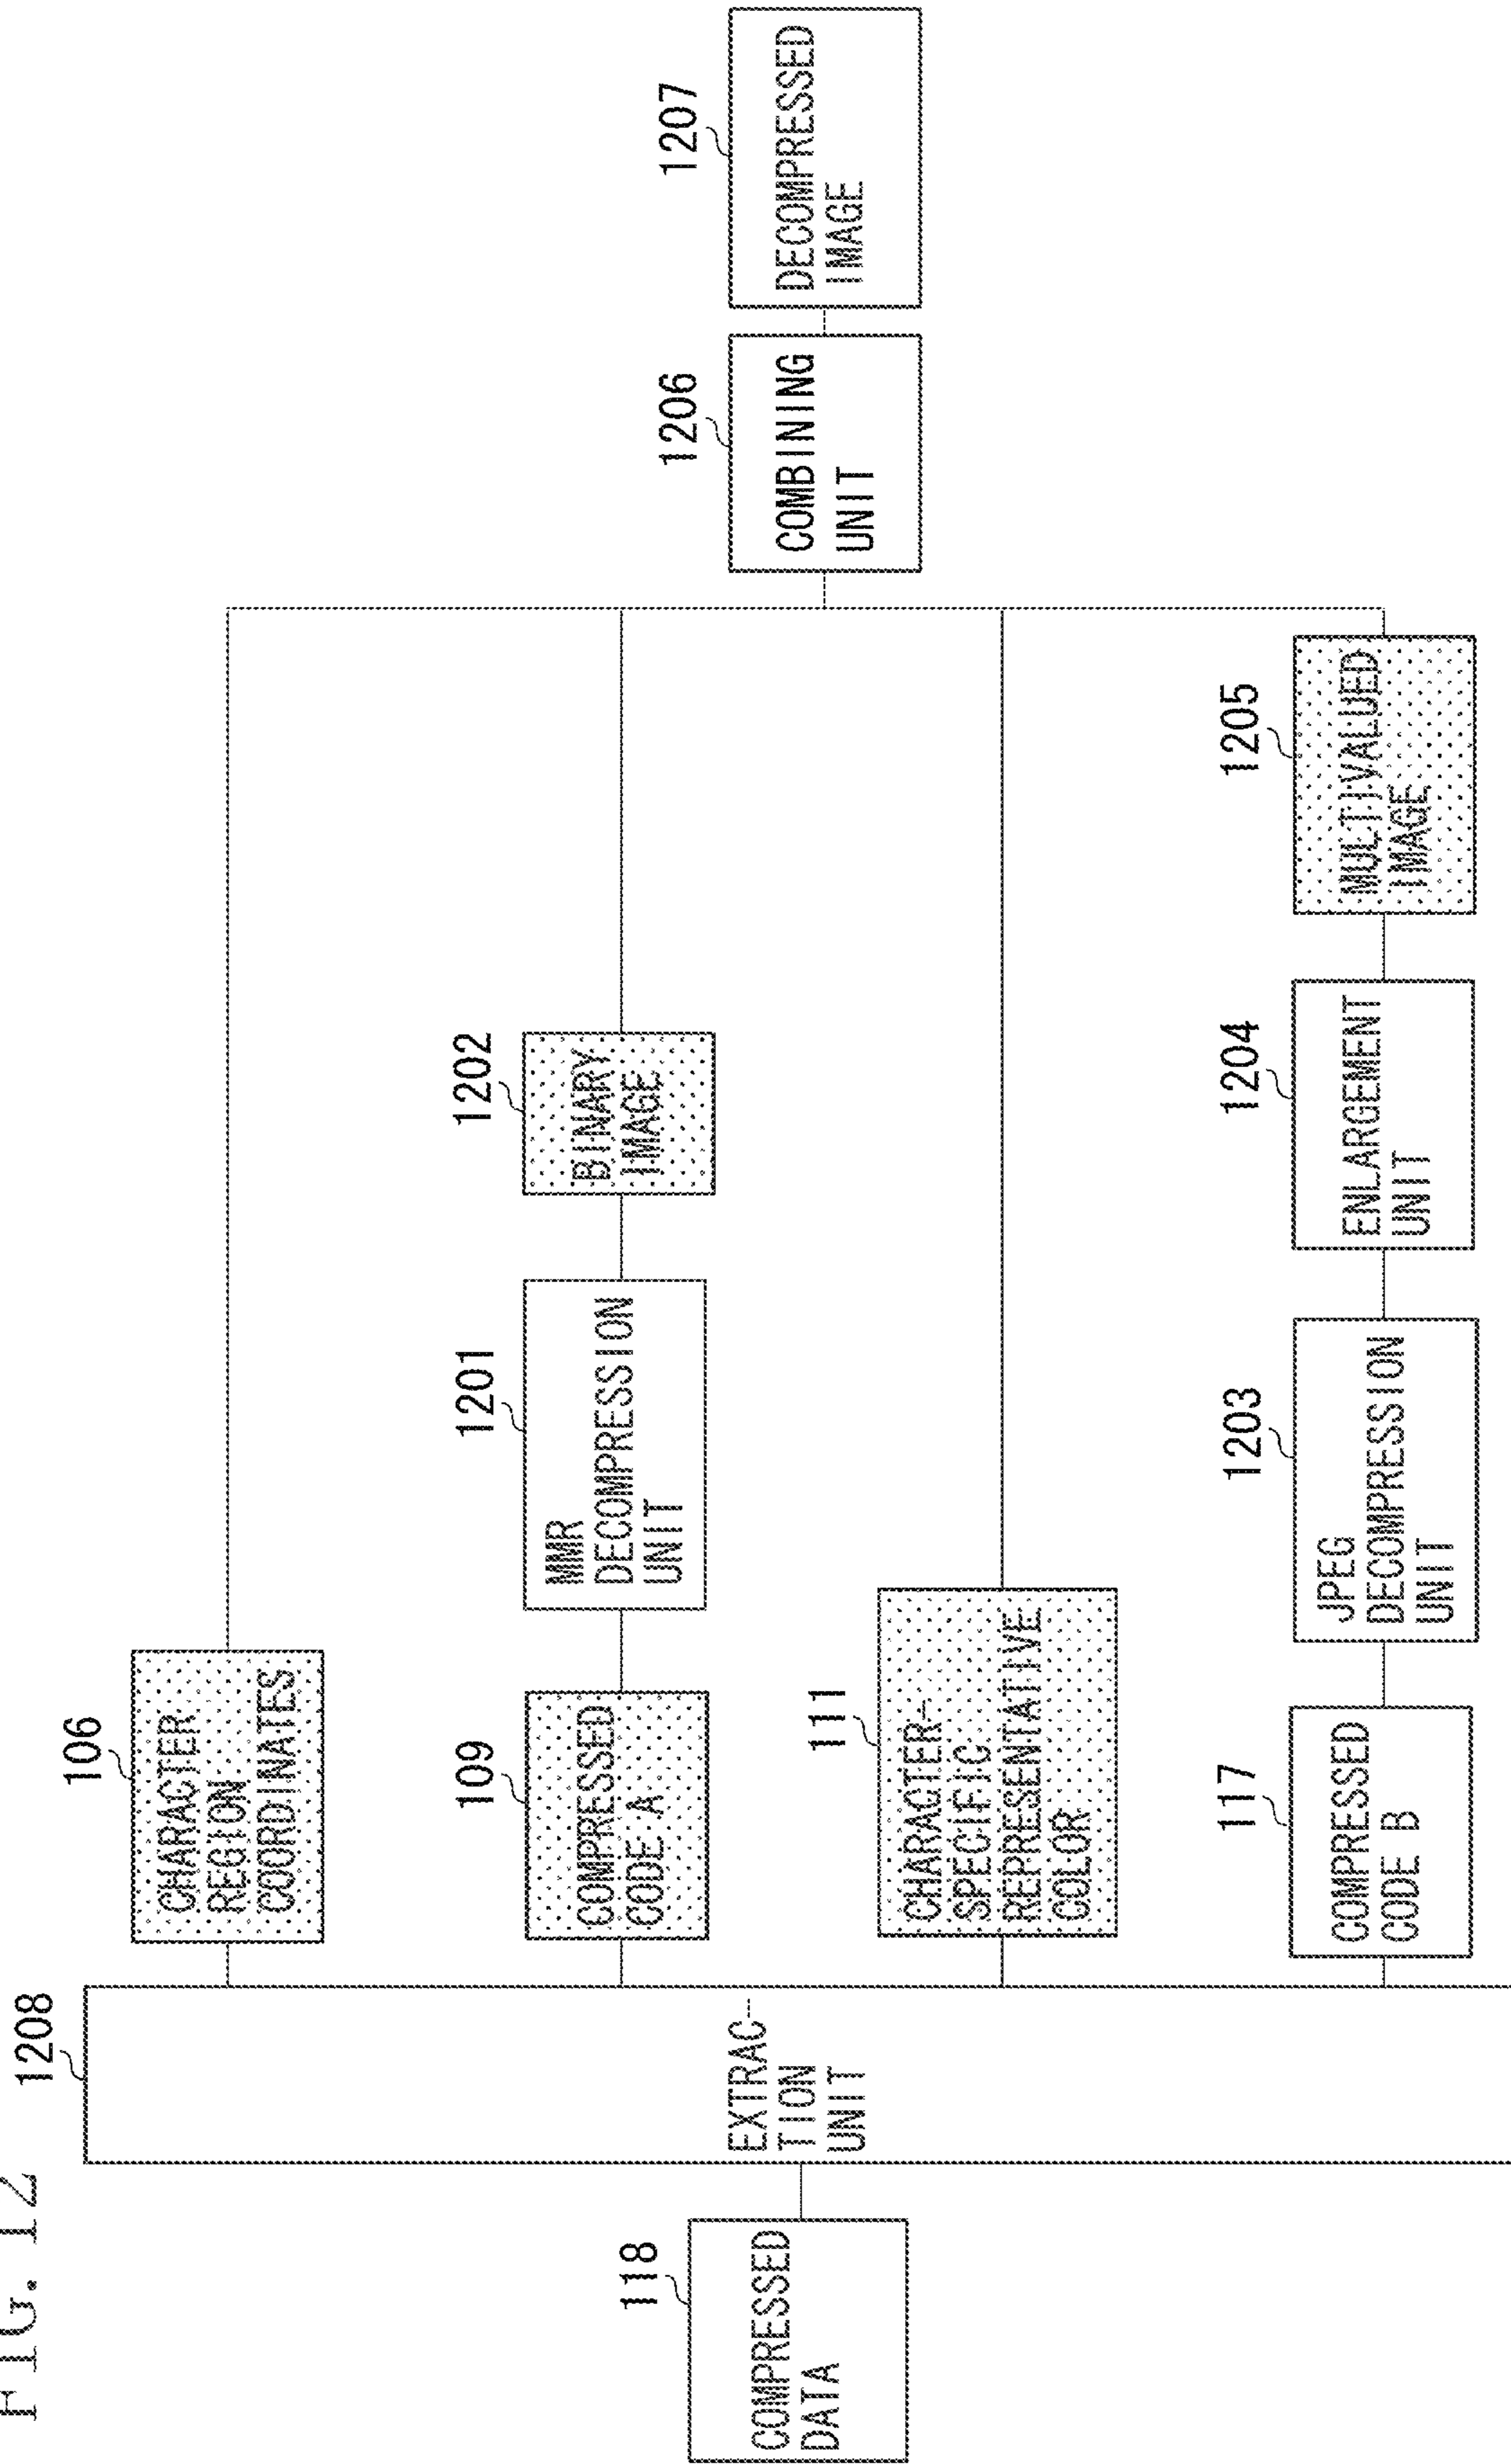 FIG. 12
118
COMPRESSED
DATA
1208
EXTRAC-
TION
UNIT
106
CHARACTER
REGION
COORDINATES
109
COMPRESSED
CODE A
1201
MMR
DECOMPRESSION
UNIT
1202
BINARY
IMAGE
111
CHARACTER-
SPECIFIC
REPRESENTATIVE
COLOR
117
COMPRESSED
CODE B
1203
JPEG
DECOMPRESSION
UNIT
1204
ENLARGEMENT
UNIT
1205
MULTIVALUED
IMAGE
1206
COMBINING
UNIT
1207
DECOMPRESSED
IMAGE